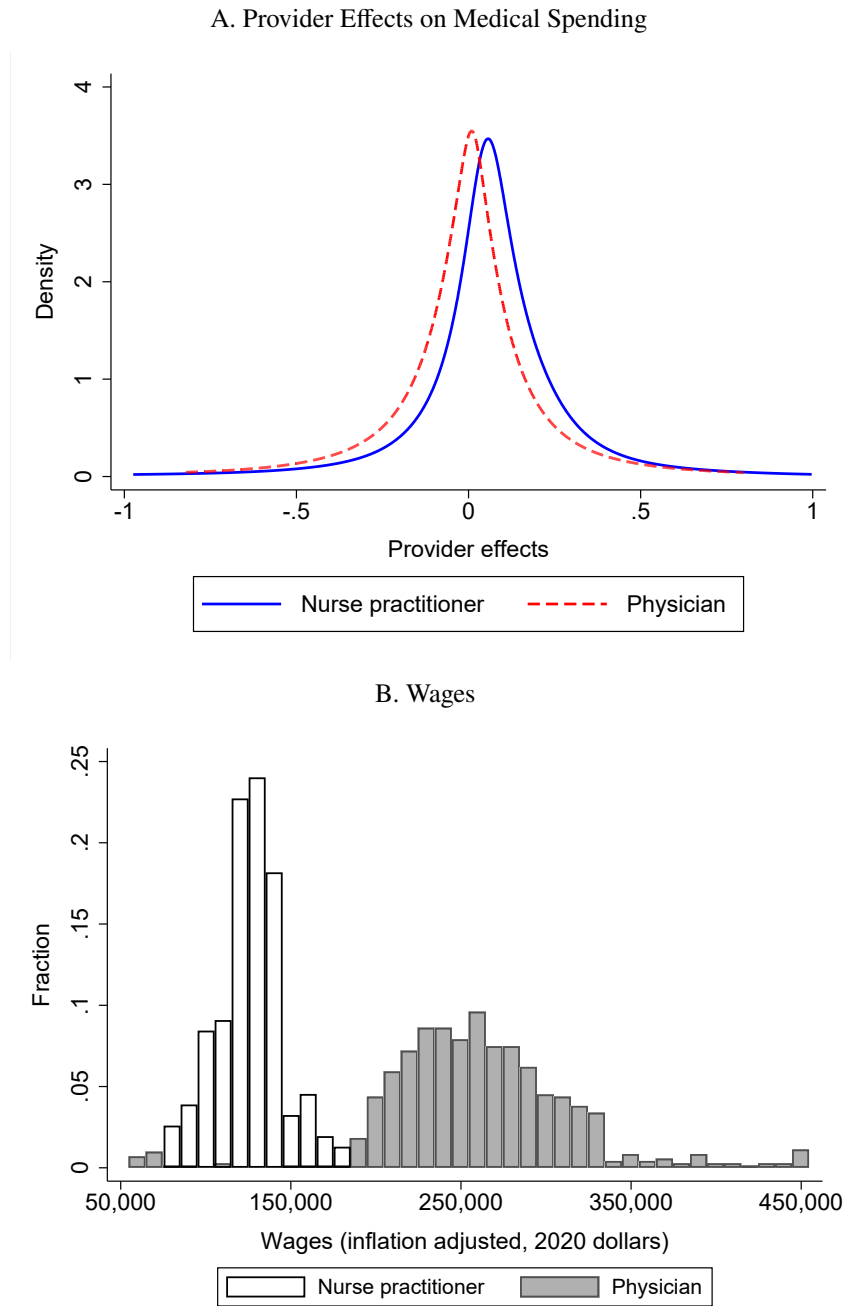 A. Provider Effects on Medical Spending
4
3
2
1
0
Density
-1 -.5 0 .5 1
Provider effects
Nurse practitioner Physician
B. Wages
.25
.2
.15
.1
.05
0
Fraction
50,000 150,000 250,000 350,000 450,000
Wages (inflation adjusted, 2020 dollars)
Nurse practitioner Physician